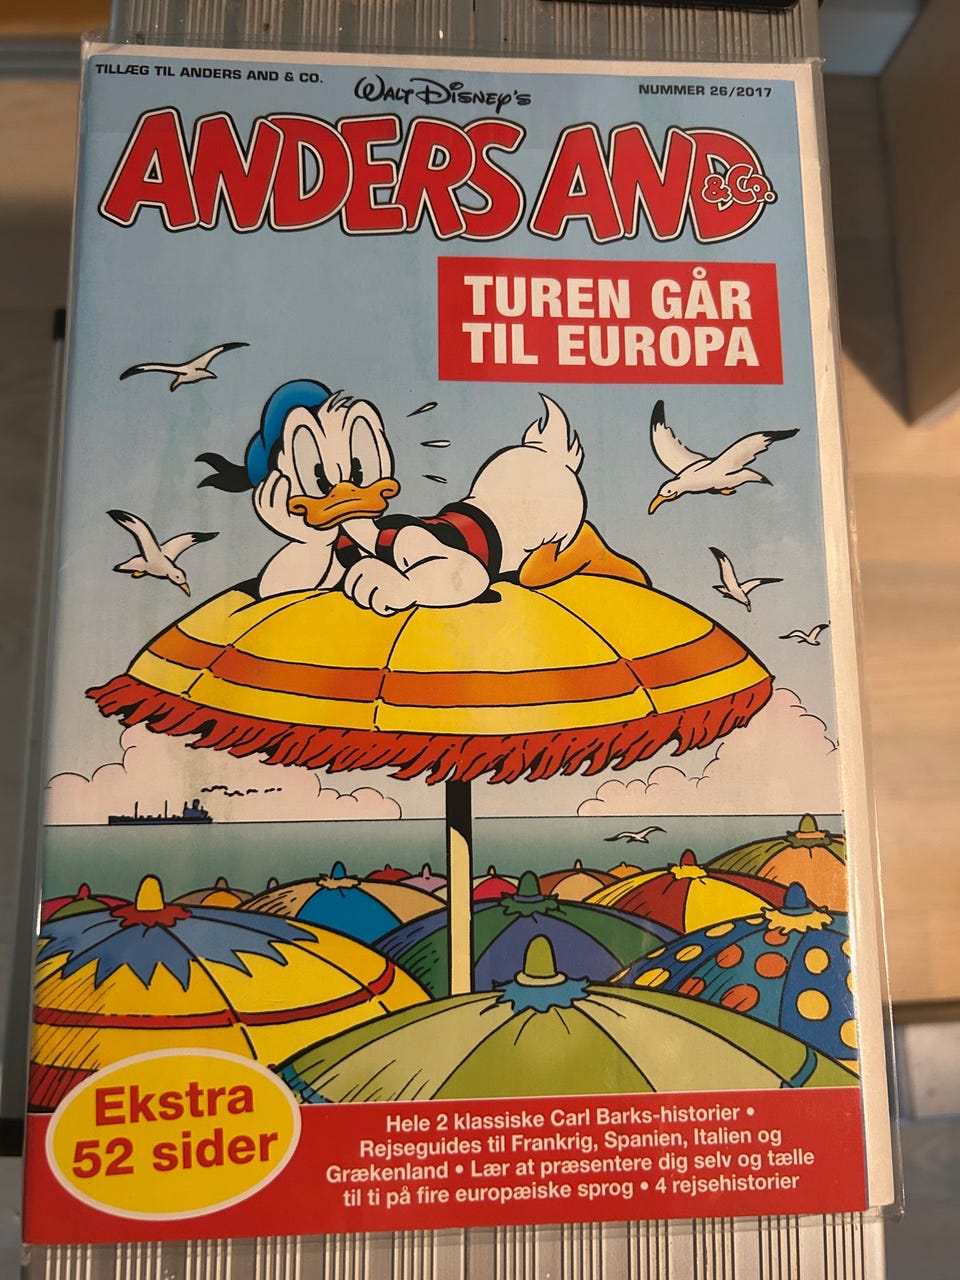 TILLÆG TIL ANDERS AND & CO.
WALT DISNEY'S
NUMMER 26/2017
ANDERS AND & Co.
TUREN GÅR
TIL EUROPA
Ekstra
52 sider
Hele 2 klassiske Carl Barks-historier •
Rejseguides til Frankrig, Spanien, Italien og
Grækenland • Lær at præsentere dig selv og tælle
til ti på fire europæiske sprog • 4 rejsehistorier